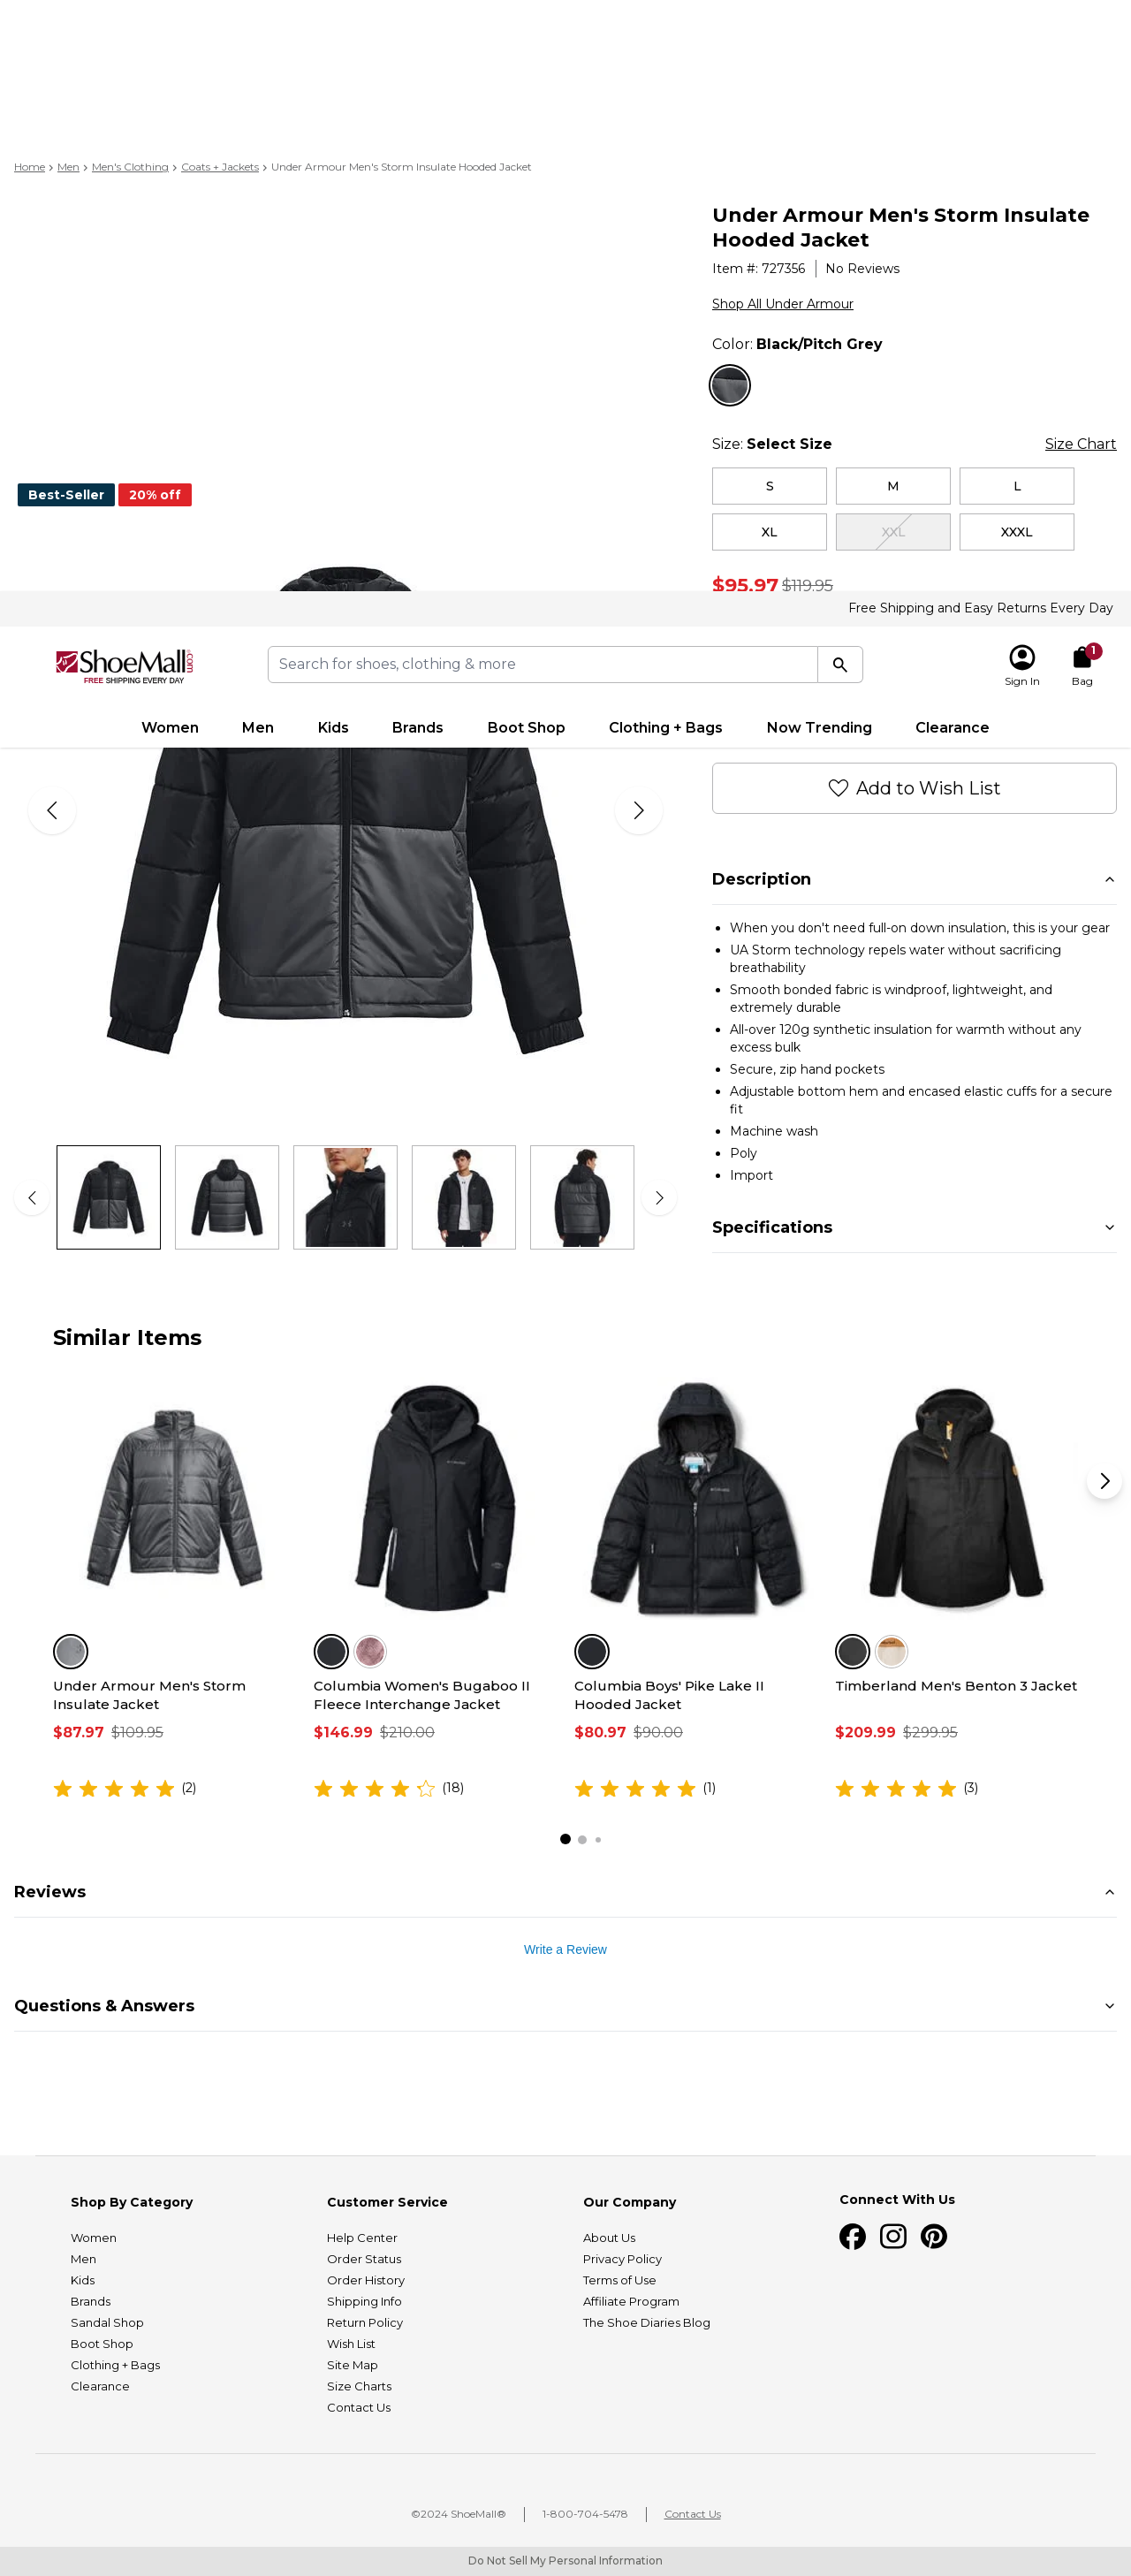 Home > Men > Men's Clothing > Coats + Jackets > Under Armour Men's Storm Insulate Hooded Jacket
Under Armour Men's Storm Insulate
Hooded Jacket
Item #: 727356 | No Reviews
Shop All Under Armour
Color: Black/Pitch Grey
Size: Select Size
Size Chart
S
M
L
XL
XXL
XXXL
Best-Seller
20% off
$95.97 $119.95
Free Shipping and Easy Returns Every Day
ShoeMall.com
FREE SHIPPING EVERY DAY
Search for shoes, clothing & more
Sign In
1
Bag
Women
Men
Kids
Brands
Boot Shop
Clothing + Bags
Now Trending
Clearance
Add to Wish List
Description
When you don't need full-on down insulation, this is your gear
UA Storm technology repels water without sacrificing
breathability
Smooth bonded fabric is windproof, lightweight, and
extremely durable
All-over 120g synthetic insulation for warmth without any
excess bulk
Secure, zip hand pockets
Adjustable bottom hem and encased elastic cuffs for a secure
fit
Machine wash
Poly
Import
Specifications
Similar Items
Under Armour Men's Storm
Insulate Jacket
$87.97 $109.95
(2)
Columbia Women's Bugaboo II
Fleece Interchange Jacket
$146.99 $210.00
(18)
Columbia Boys' Pike Lake II
Hooded Jacket
$80.97 $90.00
(1)
Timberland Men's Benton 3 Jacket
$209.99 $299.95
(3)
Reviews
Write a Review
Questions & Answers
Shop By Category
Women
Men
Kids
Brands
Sandal Shop
Boot Shop
Clothing + Bags
Clearance
Customer Service
Help Center
Order Status
Order History
Shipping Info
Return Policy
Wish List
Site Map
Size Charts
Contact Us
Our Company
About Us
Privacy Policy
Terms of Use
Affiliate Program
The Shoe Diaries Blog
Connect With Us
©2024 ShoeMall® | 1-800-704-5478 | Contact Us
Do Not Sell My Personal Information